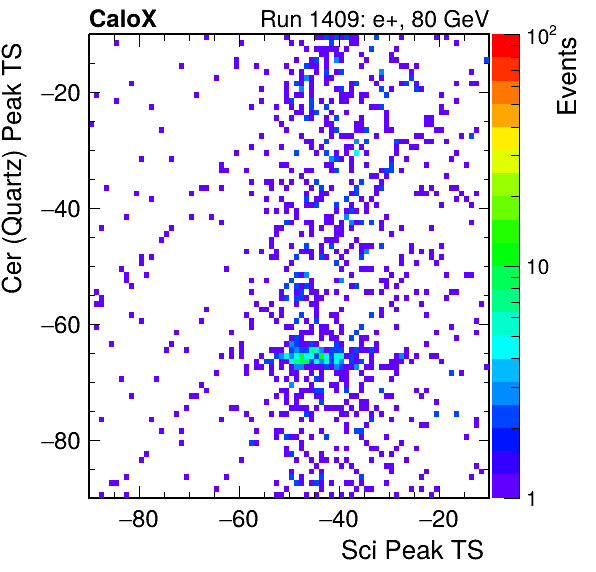 CaloX Run 1409: e+, 80 GeV
Cer (Quartz) Peak TS
−20
−40
−60
−80
−80 −60 −40 −20
Sci Peak TS
10²
10
1
Events